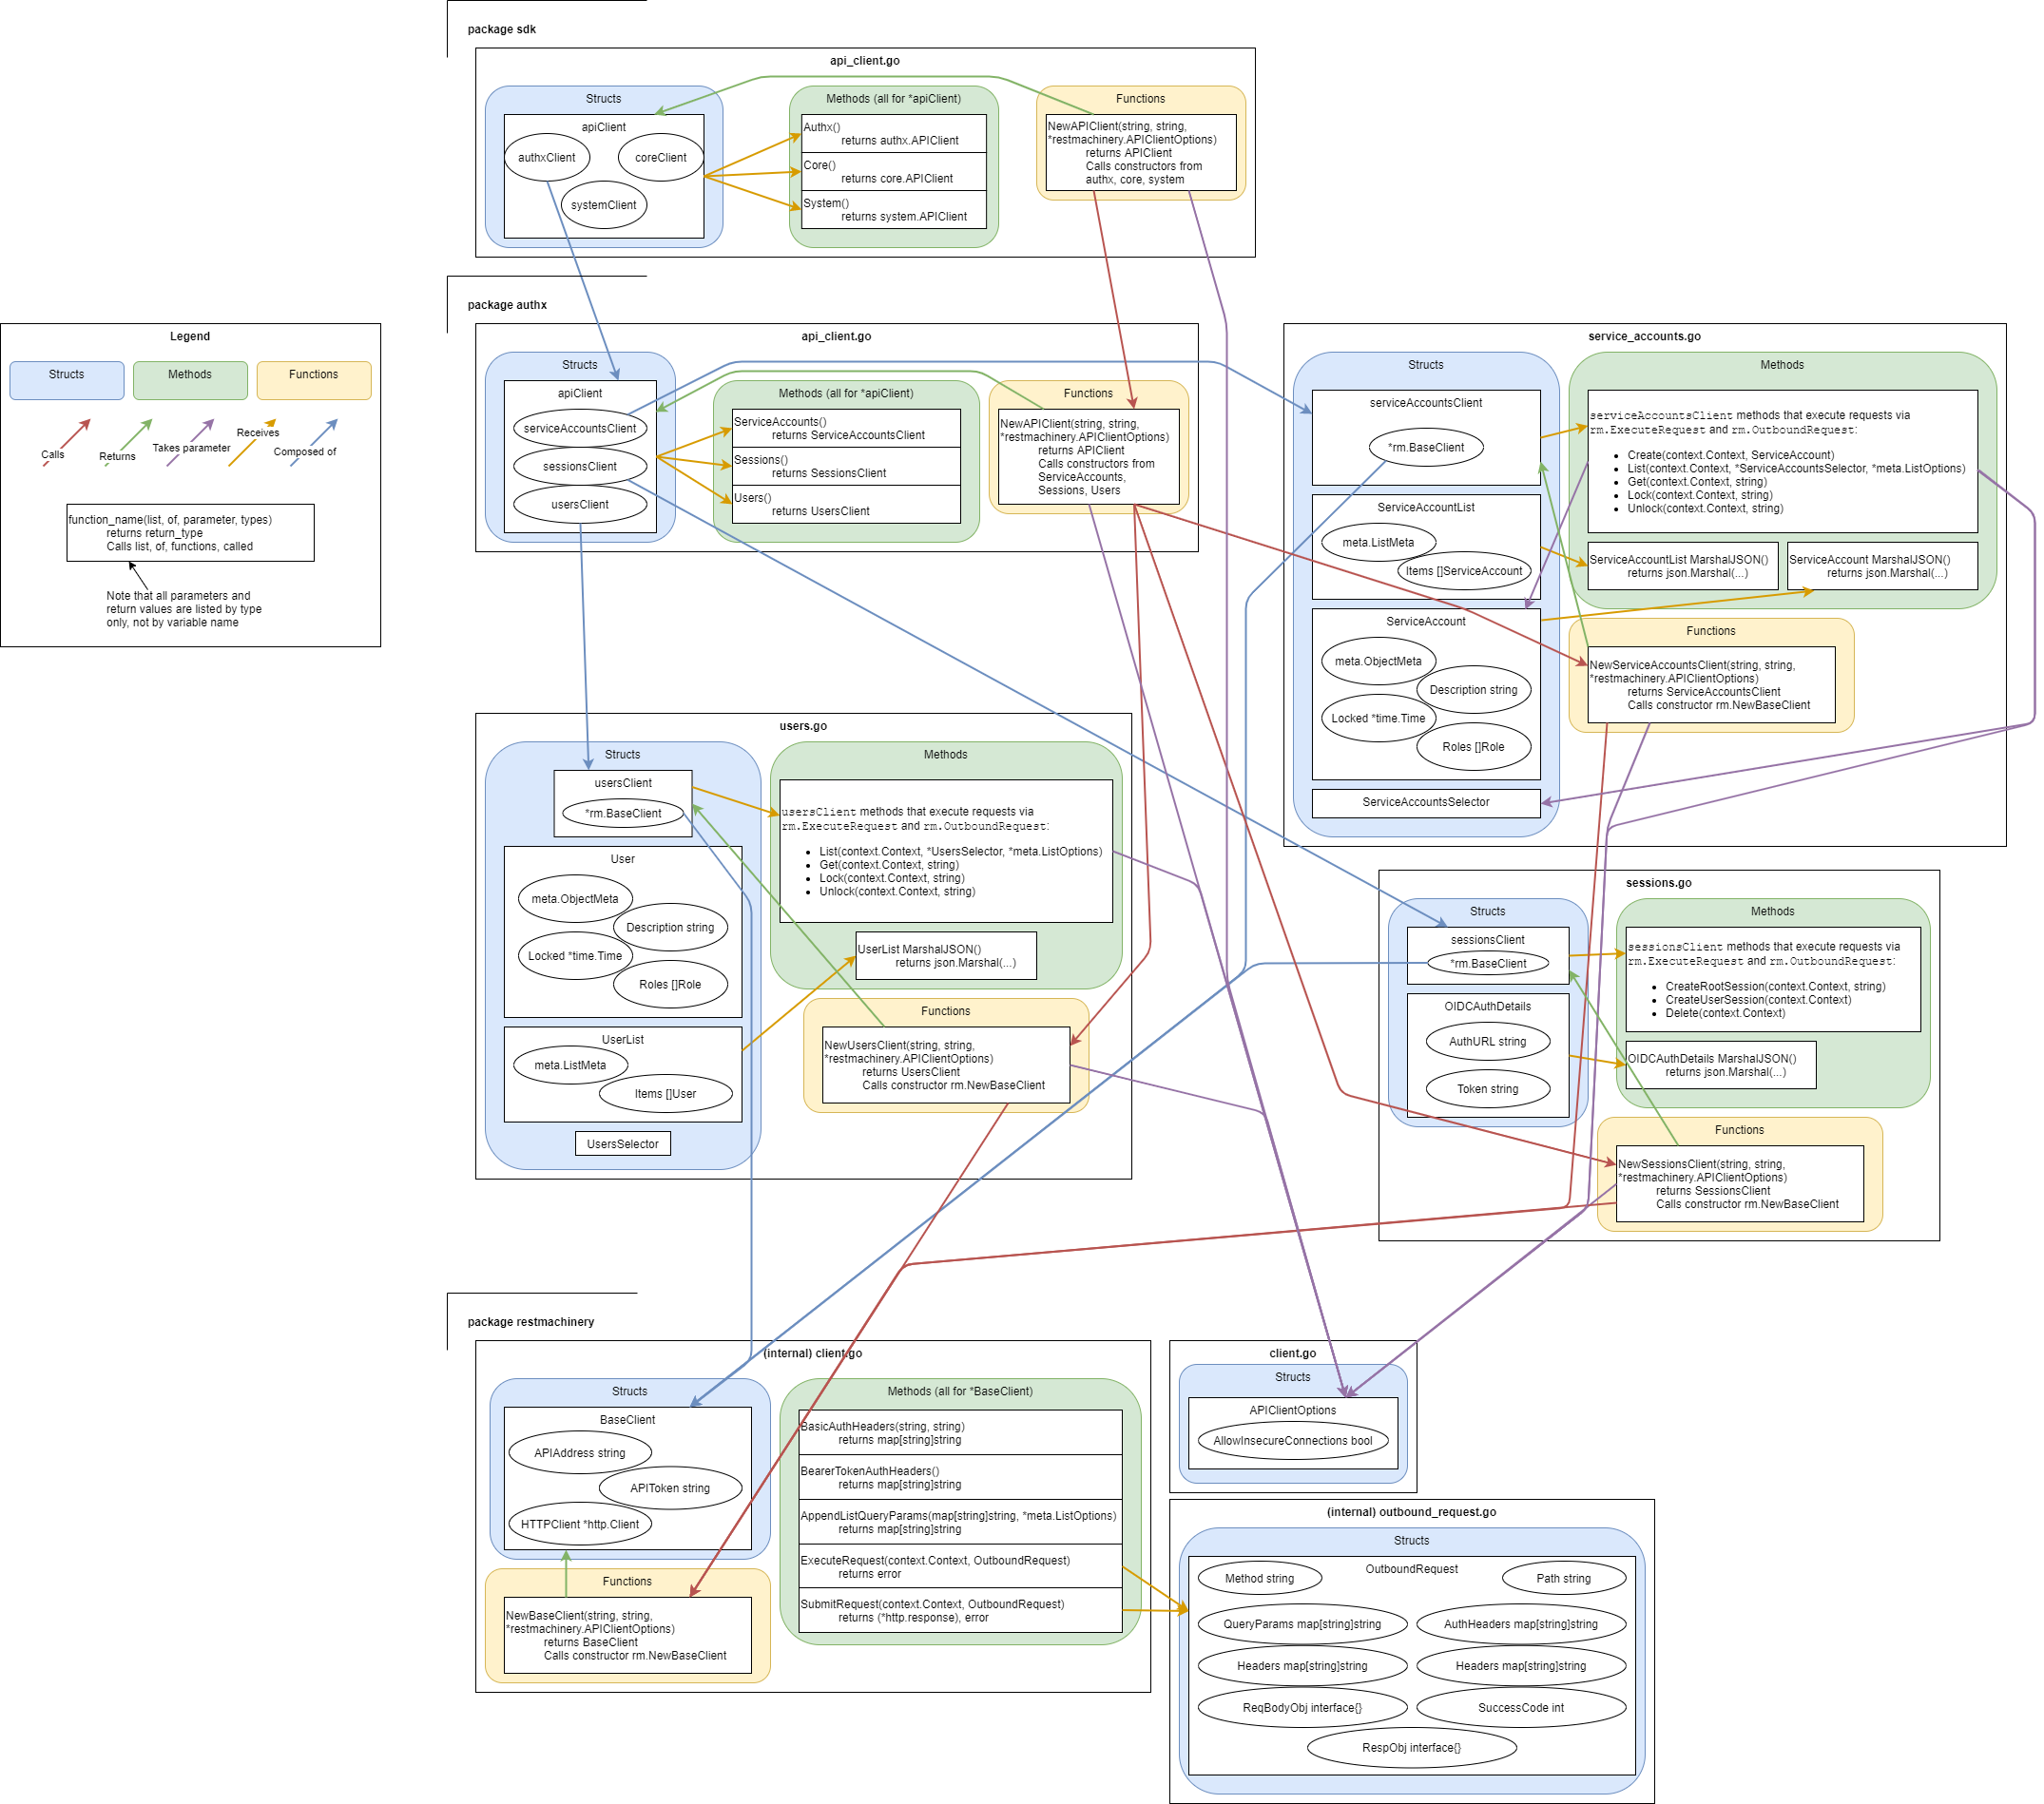 package sdk
api_client.go
Structs
apiClient
authxClient
coreClient
systemClient
Methods (all for *apiClient)
Authx()
returns authx.APIClient
Core()
returns core.APIClient
System()
returns system.APIClient
Functions
NewAPIClient(string, string,
*restmachinery.APIClientOptions)
returns APIClient
Calls constructors from
authx, core, system
Legend
Structs
Methods
Functions
Calls
Returns
Takes parameter
Receives
Composed of
function_name(list, of, parameter, types)
returns return_type
Calls list, of, functions, called
Note that all parameters and
return values are listed by type
only, not by variable name
package authx
api_client.go
Structs
apiClient
serviceAccountsClient
sessionsClient
usersClient
Methods (all for *apiClient)
ServiceAccounts()
returns ServiceAccountsClient
Sessions()
returns SessionsClient
Users()
returns UsersClient
Functions
NewAPIClient(string, string,
*restmachinery.APIClientOptions)
returns APIClient
Calls constructors from
ServiceAccounts,
Sessions, Users
service_accounts.go
Structs
serviceAccountsClient
*rm.BaseClient
ServiceAccountList
meta.ListMeta
Items []ServiceAccount
ServiceAccount
meta.ObjectMeta
Description string
Locked *time.Time
Roles []Role
ServiceAccountsSelector
Methods
serviceAccountsClient methods that execute requests via
rm.ExecuteRequest and rm.OutboundRequest:
• Create(context.Context, ServiceAccount)
• List(context.Context, *ServiceAccountsSelector, *meta.ListOptions)
• Get(context.Context, string)
• Lock(context.Context, string)
• Unlock(context.Context, string)
ServiceAccountList MarshalJSON()
returns json.Marshal(...)
ServiceAccount MarshalJSON()
returns json.Marshal(...)
Functions
NewServiceAccountsClient(string, string,
*restmachinery.APIClientOptions)
returns ServiceAccountsClient
Calls constructor rm.NewBaseClient
users.go
Structs
usersClient
*rm.BaseClient
User
meta.ObjectMeta
Description string
Locked *time.Time
Roles []Role
UserList
meta.ListMeta
Items []User
UsersSelector
Methods
usersClient methods that execute requests via
rm.ExecuteRequest and rm.OutboundRequest:
• List(context.Context, *UsersSelector, *meta.ListOptions)
• Get(context.Context, string)
• Lock(context.Context, string)
• Unlock(context.Context, string)
UserList MarshalJSON()
returns json.Marshal(...)
Functions
NewUsersClient(string, string,
*restmachinery.APIClientOptions)
returns UsersClient
Calls constructor rm.NewBaseClient
sessions.go
Structs
sessionsClient
*rm.BaseClient
OIDCAuthDetails
AuthURL string
Token string
Methods
sessionsClient methods that execute requests via
rm.ExecuteRequest and rm.OutboundRequest:
• CreateRootSession(context.Context, string)
• CreateUserSession(context.Context)
• Delete(context.Context)
OIDCAuthDetails MarshalJSON()
returns json.Marshal(...)
Functions
NewSessionsClient(string, string,
*restmachinery.APIClientOptions)
returns SessionsClient
Calls constructor rm.NewBaseClient
package restmachinery
(internal) client.go
Structs
BaseClient
APIAddress string
APIToken string
HTTPClient *http.Client
Functions
NewBaseClient(string, string,
*restmachinery.APIClientOptions)
returns BaseClient
Calls constructor rm.NewBaseClient
Methods (all for *BaseClient)
BasicAuthHeaders(string, string)
returns map[string]string
BearerTokenAuthHeaders()
returns map[string]string
AppendListQueryParams(map[string]string, *meta.ListOptions)
returns map[string]string
ExecuteRequest(context.Context, OutboundRequest)
returns error
SubmitRequest(context.Context, OutboundRequest)
returns (*http.response), error
client.go
Structs
APIClientOptions
AllowInsecureConnections bool
(internal) outbound_request.go
Structs
OutboundRequest
Method string
Path string
QueryParams map[string]string
AuthHeaders map[string]string
Headers map[string]string
Headers map[string]string
ReqBodyObj interface{}
SuccessCode int
RespObj interface{}